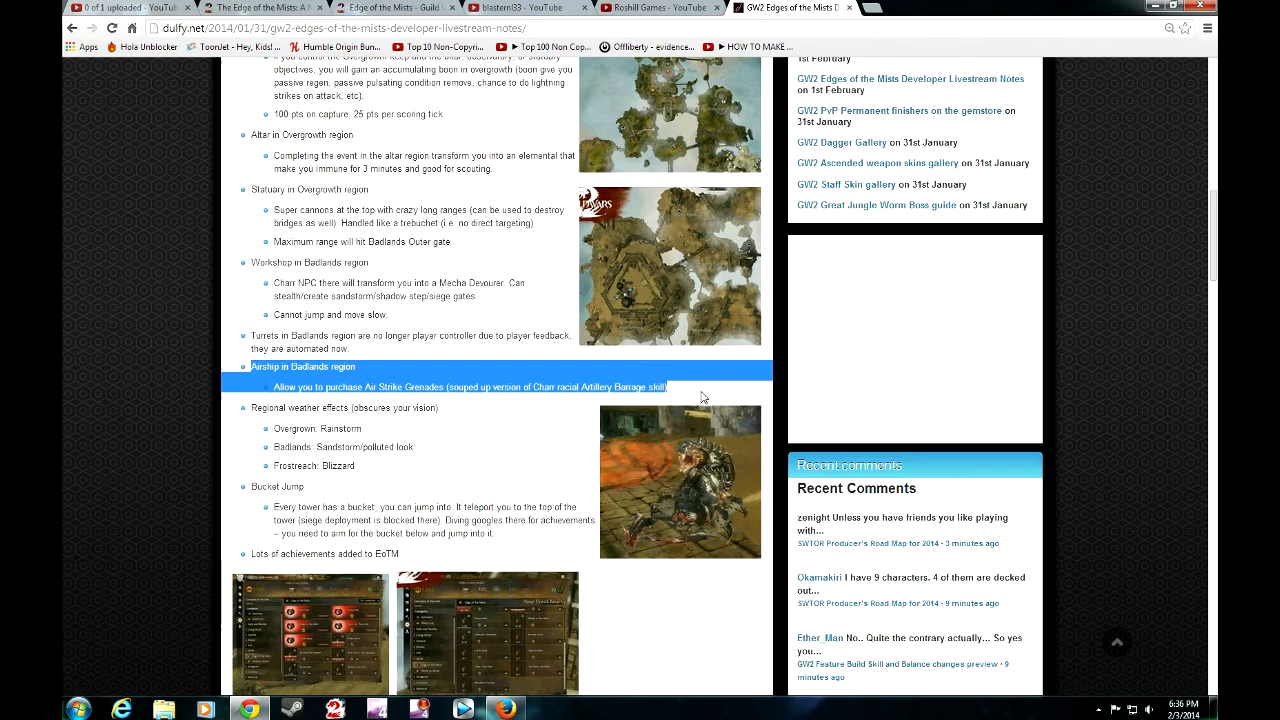 0 of 1 uploaded - YouTub
The Edge of the Mists A b
Edge of the Mists - Guild W
blasternl33 - YouTube
Roshill Games - YouTube
GW2 Edges of the Mists D
dulfy.net/2014/01/31/gw2-edges-of-the-mists-developer-livestream-notes/
Apps
Hola Unblocker
ToonJet - Hey, Kids!...
Humble Origin Bun...
Top 10 Non-Copyri...
► Top 100 Non Cop...
Offliberty - evidenc...
► HOW TO MAKE ...
If you control the Overgrown keep and the altar, observatory, or statuary
objectives, you will gain an accumulating boon in overgrowth (boon give you
passive regen, passive pulsating condition remove, chance to do lightning
strikes on attack, etc).
100 pts on capture, 25 pts per scoring tick
Altar in Overgrowth region
Completing the event in the altar region transform you into an elemental that
make you immune for 3 minutes and good for scouting.
Statuary in Overgrowth region
Spider cannons at the top with crazy long ranges (can be used to destroy
bridges as well). Handled like a trebuchet (i.e. no direct targeting)
Maximum range will hit Badlands Outer gate
Workshop in Badlands region
Charr NPC there will transform you into a Mecha Devourer. Can
stealth/create sandstorm/shadow step/siege gates.
Cannot jump and move slow.
Turrets in Badlands region are no longer player controller due to player feedback,
they are automated now.
Airship in Badlands region
Allow you to purchase Air Strike Grenades (souped up version of Charr racial Artillery Barrage skill)
Regional weather effects (obscures your vision)
Overgrown: Rainstorm
Badlands: Sandstorm/polluted look
Frostreach: Blizzard
Bucket Jump
Every tower has a bucket, you can jump into. It teleport you to the top of the
tower (siege deployment is blocked there). Diving googles there for achievements
– you need to aim for the bucket below and jump into it.
Lots of achievements added to EoTM
1st February
GW2 Edges of the Mists Developer Livestream Notes
on 1st February
GW2 PvP Permanent finishers on the gemstore on
31st January
GW2 Dagger Gallery on 31st January
GW2 Ascended weapon skins gallery on 31st January
GW2 Staff Skin gallery on 31st January
GW2 Great Jungle Worm Boss guide on 31st January
Recent comments
Recent Comments
zenight Unless you have friends you like playing
with...
SWTOR Producer's Road Map for 2014 · 3 minutes ago
Okamakiri I have 9 characters. 4 of them are decked
out...
SWTOR Producer's Road Map for 2014 · 9 minutes ago
Ether_Man No.. Quite the contrary actually... So yes
you...
GW2 Feature Build Skill and Balance changes preview · 9
minutes ago
6:36 PM
2/3/2014